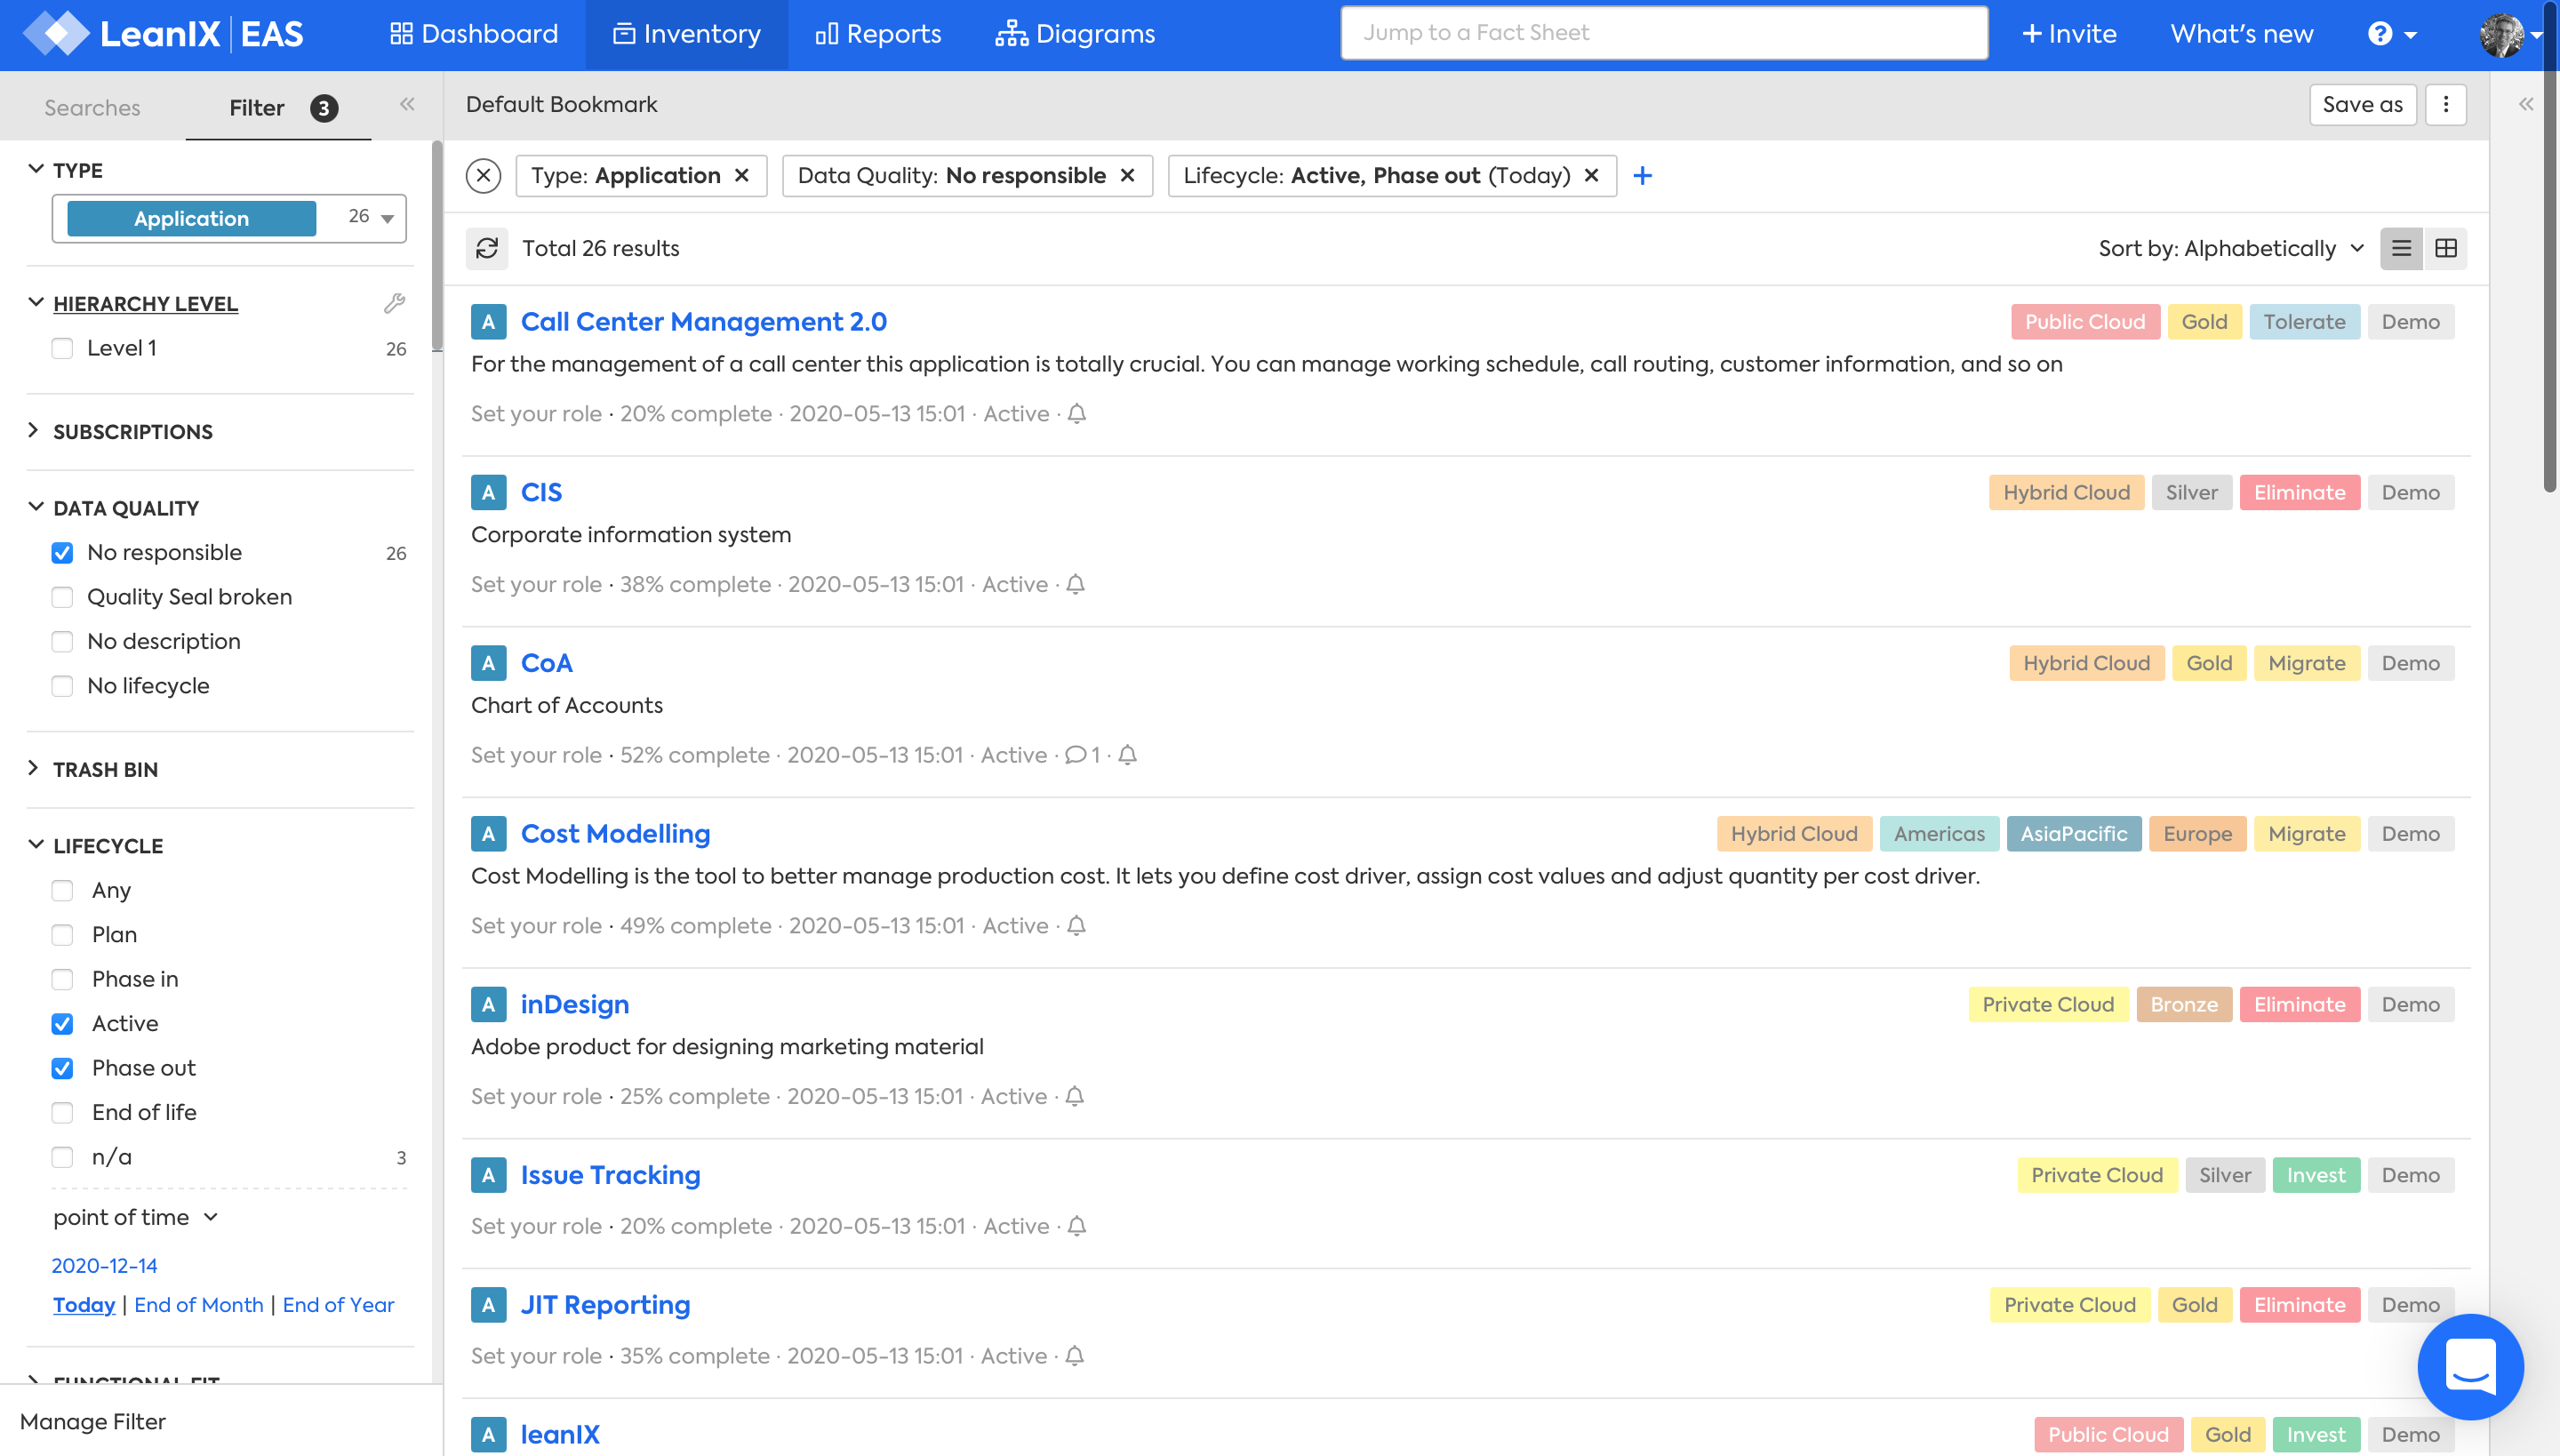 LeanIX | EAS
Dashboard
Inventory
Reports
Diagrams
Jump to a Fact Sheet
+ Invite
What's new
?
Searches
Filter
3
Default Bookmark
Save as
TYPE
Application
26
HIERARCHY LEVEL
Level 1
26
SUBSCRIPTIONS
DATA QUALITY
No responsible
26
Quality Seal broken
No description
No lifecycle
TRASH BIN
LIFECYCLE
Any
Plan
Phase in
Active
Phase out
End of life
n/a
3
point of time
2020-12-14
Today | End of Month | End of Year
FUNCTIONAL FIT
Manage Filter
Type: Application
Data Quality: No responsible
Lifecycle: Active, Phase out (Today)
+
Total 26 results
Sort by: Alphabetically
A Call Center Management 2.0
Public Cloud Gold Tolerate Demo
For the management of a call center this application is totally crucial. You can manage working schedule, call routing, customer information, and so on
Set your role · 20% complete · 2020-05-13 15:01 · Active ·
A CIS
Hybrid Cloud Silver Eliminate Demo
Corporate information system
Set your role · 38% complete · 2020-05-13 15:01 · Active ·
A CoA
Hybrid Cloud Gold Migrate Demo
Chart of Accounts
Set your role · 52% complete · 2020-05-13 15:01 · Active · 1 ·
A Cost Modelling
Hybrid Cloud Americas AsiaPacific Europe Migrate Demo
Cost Modelling is the tool to better manage production cost. It lets you define cost driver, assign cost values and adjust quantity per cost driver.
Set your role · 49% complete · 2020-05-13 15:01 · Active ·
A inDesign
Private Cloud Bronze Eliminate Demo
Adobe product for designing marketing material
Set your role · 25% complete · 2020-05-13 15:01 · Active ·
A Issue Tracking
Private Cloud Silver Invest Demo
Set your role · 20% complete · 2020-05-13 15:01 · Active ·
A JIT Reporting
Private Cloud Gold Eliminate Demo
Set your role · 35% complete · 2020-05-13 15:01 · Active ·
A leanIX
Public Cloud Gold Invest Demo